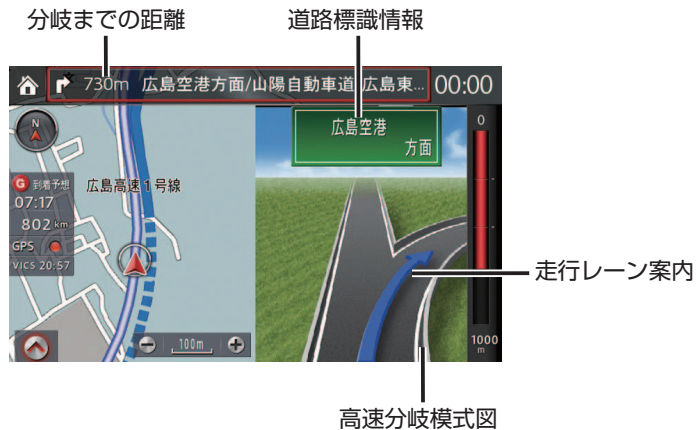 分岐までの距離
道路標識情報
730m 広島空港方面/山陽自動車道 広島東... 00:00
N
広島空港
方面
0
G 到着予想
07:17
802 km
GPS
VICS 20:57
広島高速1号線
走行レーン案内
100m
1000
m
高速分岐模式図